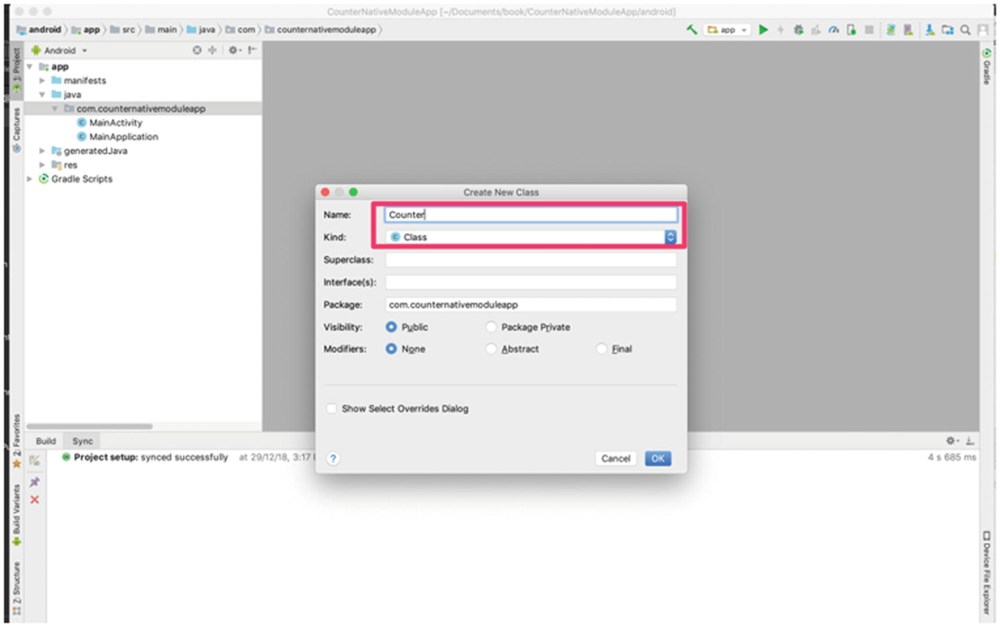 CounterNativeModuleApp [~/Documents/book/CounterNativeModuleApp/android]
android app src main java com counternativemoduleapp
app
1: Project
Captures
2: Favorites
Build Variants
Z: Structure
Android
app
manifests
java
com.counternativemoduleapp
MainActivity
MainApplication
generatedJava
res
Gradle Scripts
Gradle
Create New Class
Name: Counter
Kind: Class
Superclass:
Interface(s):
Package: com.counternativemoduleapp
Visibility: Public Package Private
Modifiers: None Abstract Final
Show Select Overrides Dialog
? Cancel OK
Build Sync
Project setup: synced successfully at 29/12/18, 3:17
4 s 685 ms
Device File Explorer